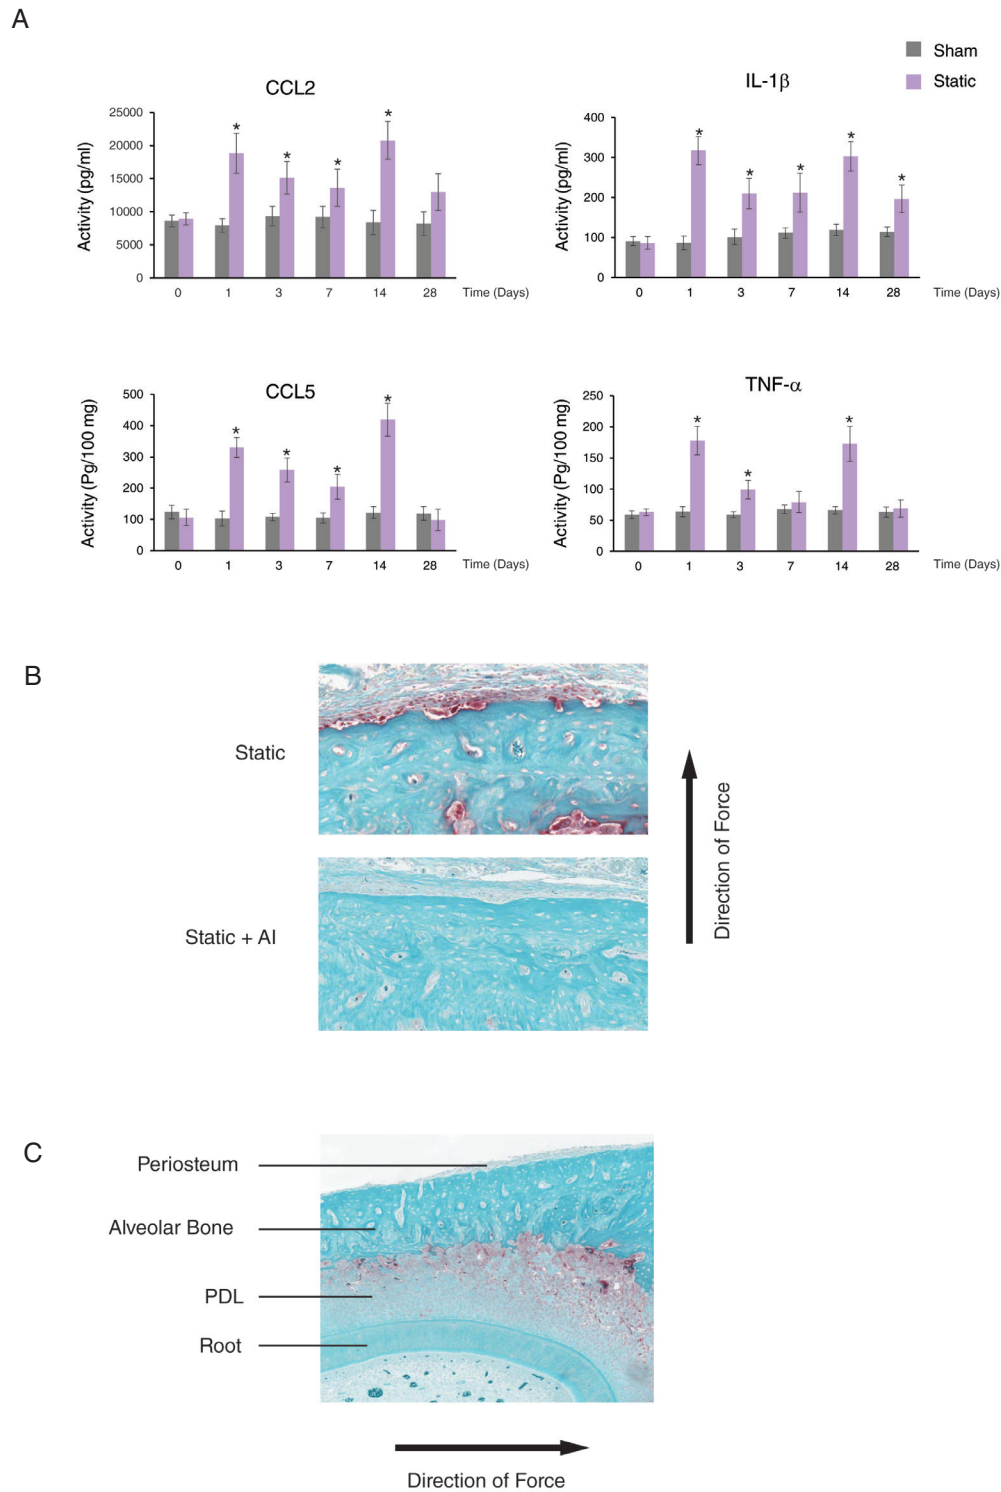 A
Sham
Static
CCL2
Activity (pg/ml)
25000
20000
15000
10000
5000
0
*
*
*
*
0 1 3 7 14 28 Time (Days)
IL-1β
Activity (pg/ml)
400
300
200
100
0
*
*
*
*
*
0 1 3 7 14 28 Time (Days)
CCL5
Activity (Pg/100 mg)
500
400
300
200
100
0
*
*
*
*
0 1 3 7 14 28 Time (Days)
TNF-α
Activity (Pg/100 mg)
250
200
150
100
50
0
*
*
*
0 1 3 7 14 28 Time (Days)
B
Static
Static + AI
Direction of Force
C
Periosteum
Alveolar Bone
PDL
Root
Direction of Force